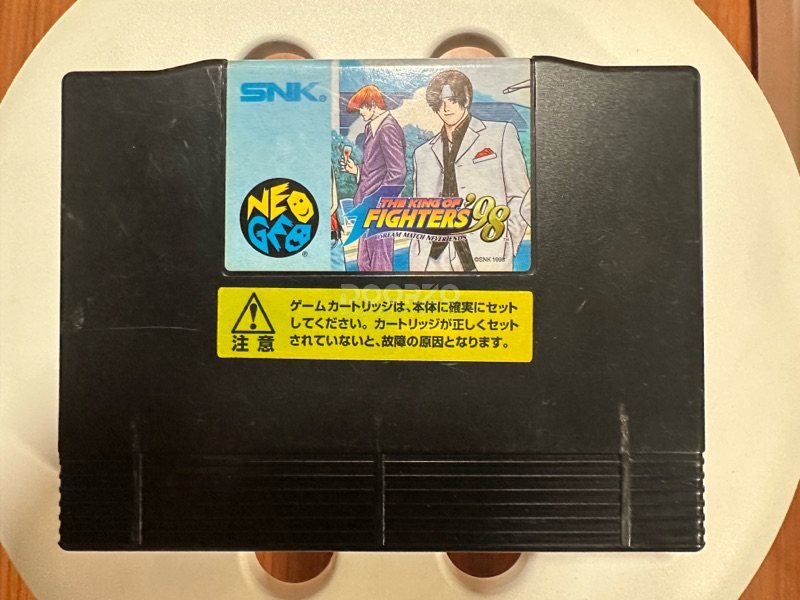 SNK®
NEO
GEO
®
THE KING OF
FIGHTERS'98
DREAM MATCH NEVER ENDS
TM
©SNK 1998
DOORZO
注意
ゲームカートリッジは、本体に確実にセット
してください。カートリッジが正しくセット
されていないと、故障の原因となります。